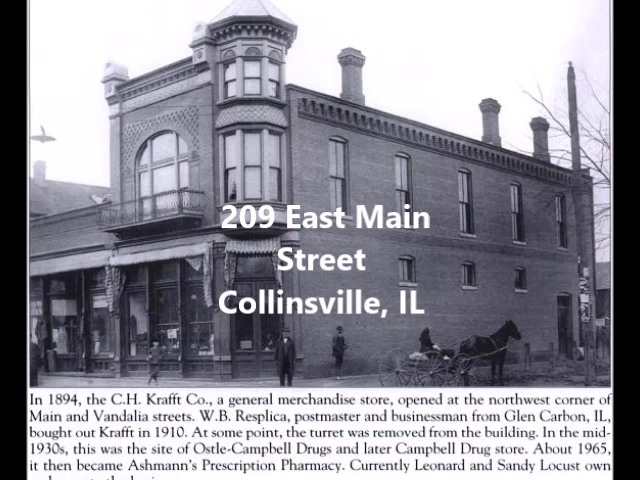 209 East Main
Street
Collinsville, IL
In 1894, the C.H. Krafft Co., a general merchandise store, opened at the northwest corner of
Main and Vandalia streets. W.B. Resplica, postmaster and businessman from Glen Carbon, IL,
bought out Krafft in 1910. At some point, the turret was removed from the building. In the mid-
1930s, this was the site of Ostle-Campbell Drugs and later Campbell Drug store. About 1965,
it then became Ashmann's Prescription Pharmacy. Currently Leonard and Sandy Locust own